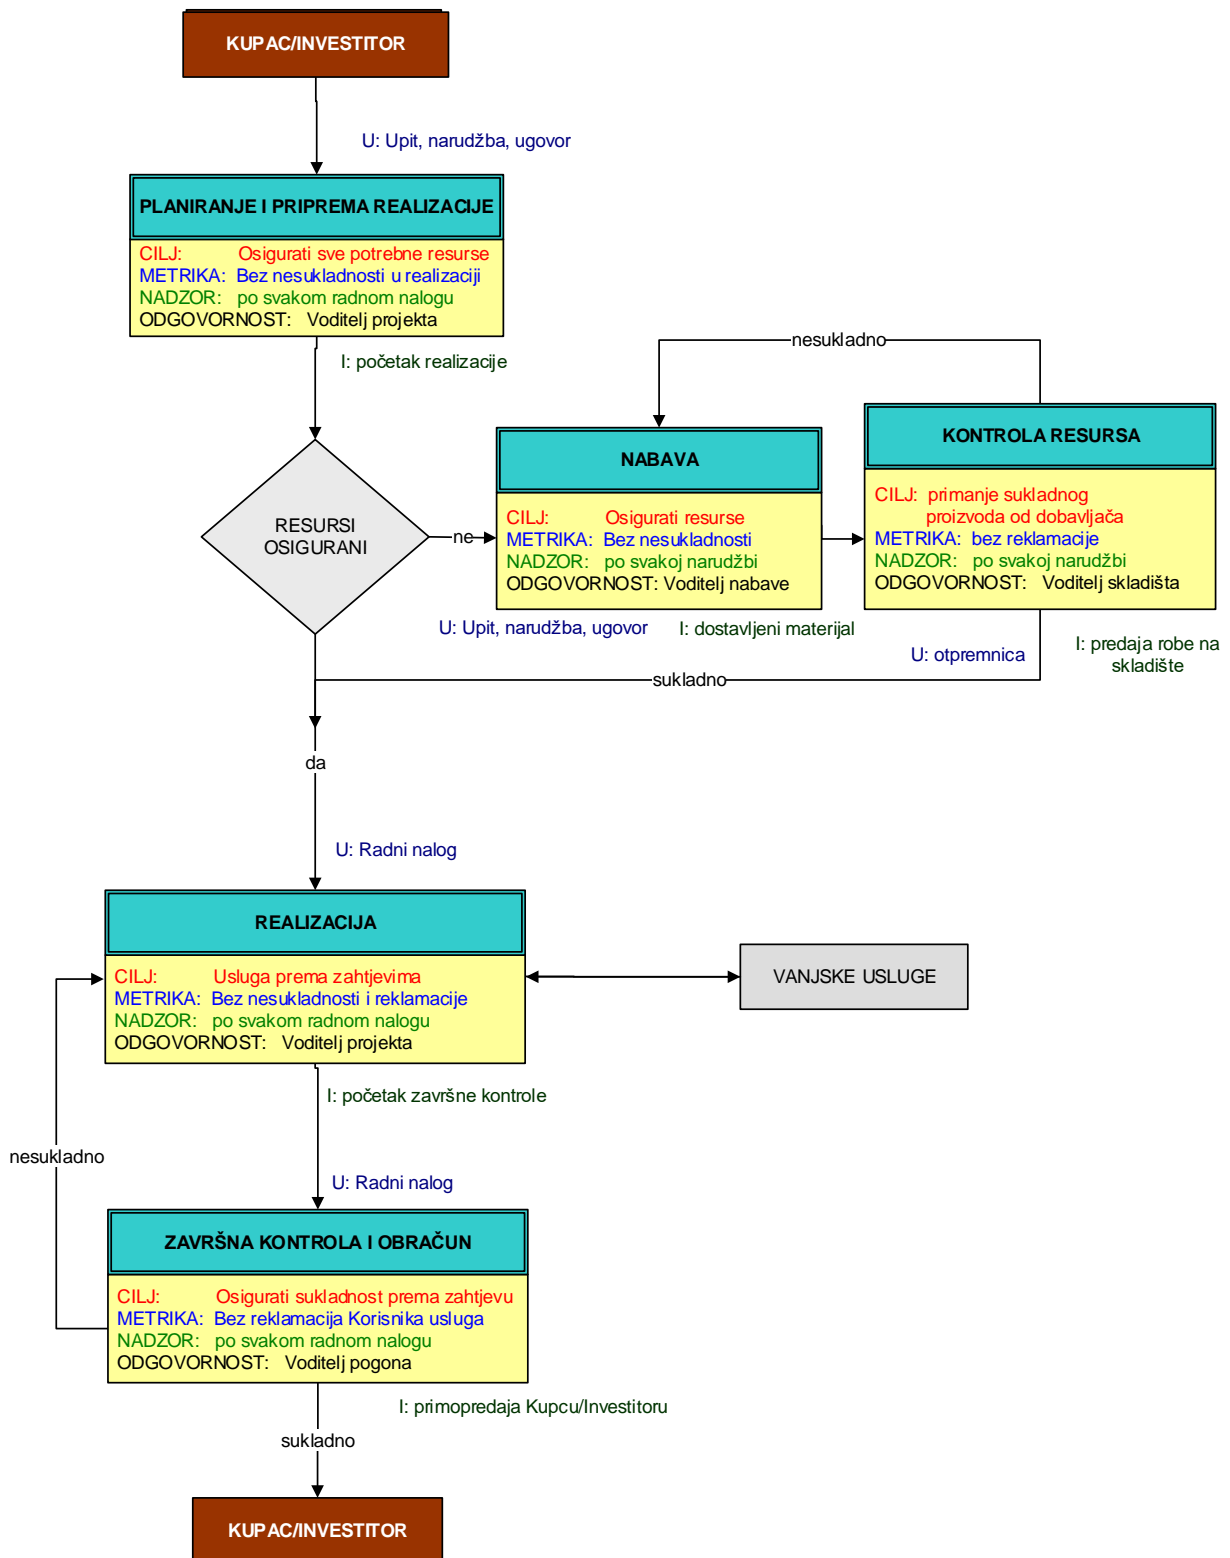 KUPAC/INVESTITOR
U: Upit, narudžba, ugovor
PLANIRANJE I PRIPREMA REALIZACIJE
CILJ: Osigurati sve potrebne resurse
METRIKA: Bez nesukladnosti u realizaciji
NADZOR: po svakom radnom nalogu
ODGOVORNOST: Voditelj projekta
I: početak realizacije
nesukladno
RESURSI
OSIGURANI
ne
NABAVA
CILJ: Osigurati resurse
METRIKA: Bez nesukladnosti
NADZOR: po svakoj narudžbi
ODGOVORNOST: Voditelj nabave
U: Upit, narudžba, ugovor
I: dostavljeni materijal
KONTROLA RESURSA
CILJ: primanje sukladnog
proizvoda od dobavljača
METRIKA: bez reklamacije
NADZOR: po svakoj narudžbi
ODGOVORNOST: Voditelj skladišta
U: otpremnica
I: predaja robe na
skladište
sukladno
da
U: Radni nalog
REALIZACIJA
CILJ: Usluga prema zahtjevima
METRIKA: Bez nesukladnosti i reklamacije
NADZOR: po svakom radnom nalogu
ODGOVORNOST: Voditelj projekta
VANJSKE USLUGE
I: početak završne kontrole
nesukladno
U: Radni nalog
ZAVRŠNA KONTROLA I OBRAČUN
CILJ: Osigurati sukladnost prema zahtjevu
METRIKA: Bez reklamacija Korisnika usluga
NADZOR: po svakom radnom nalogu
ODGOVORNOST: Voditelj pogona
I: primopredaja Kupcu/Investitoru
sukladno
KUPAC/INVESTITOR